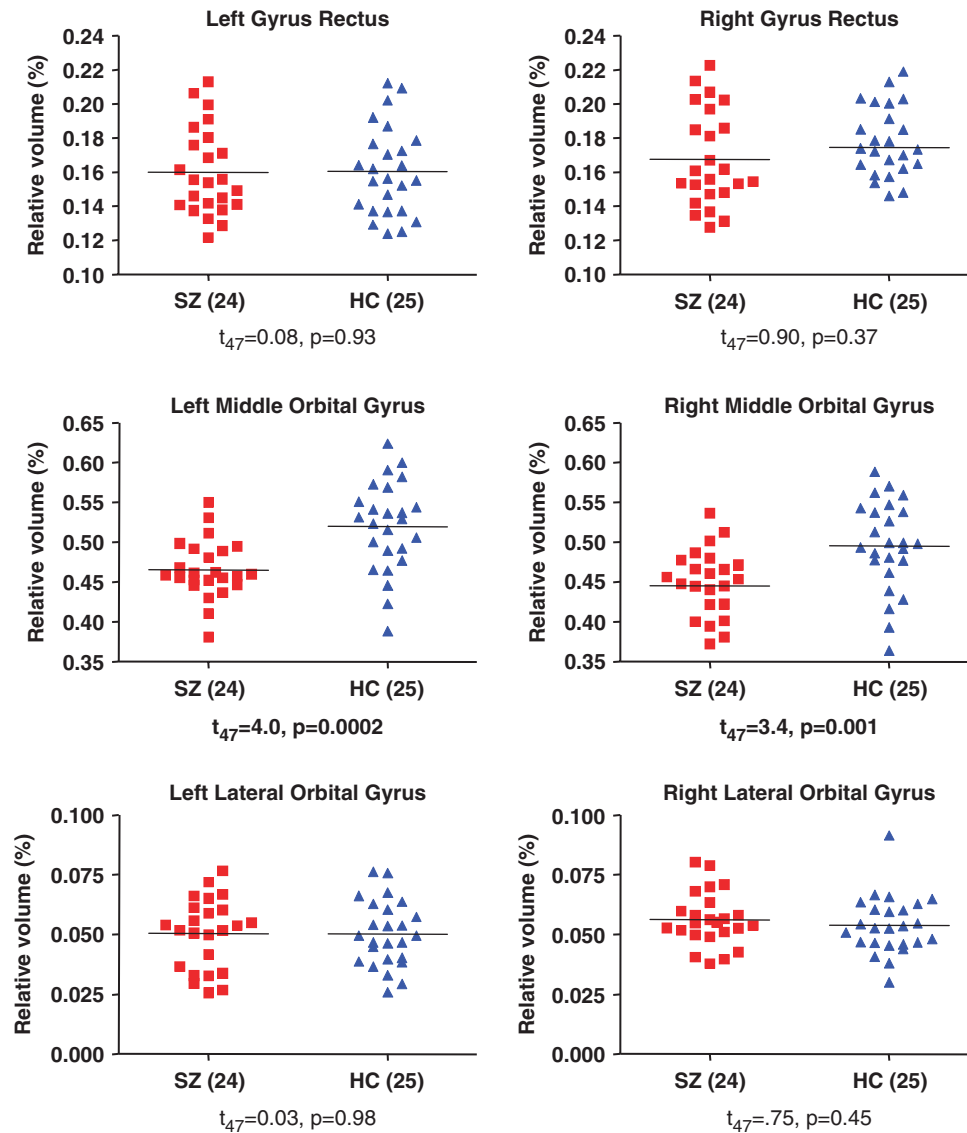 Left Gyrus Rectus
Relative volume (%)
0.24
0.22
0.20
0.18
0.16
0.14
0.12
0.10
SZ (24) HC (25)
t47=0.08, p=0.93
Right Gyrus Rectus
Relative volume (%)
0.24
0.22
0.20
0.18
0.16
0.14
0.12
0.10
SZ (24) HC (25)
t47=0.90, p=0.37
Left Middle Orbital Gyrus
Relative volume (%)
0.65
0.60
0.55
0.50
0.45
0.40
0.35
SZ (24) HC (25)
t47=4.0, p=0.0002
Right Middle Orbital Gyrus
Relative volume (%)
0.65
0.60
0.55
0.50
0.45
0.40
0.35
SZ (24) HC (25)
t47=3.4, p=0.001
Left Lateral Orbital Gyrus
Relative volume (%)
0.100
0.075
0.050
0.025
0.000
SZ (24) HC (25)
t47=0.03, p=0.98
Right Lateral Orbital Gyrus
Relative volume (%)
0.100
0.075
0.050
0.025
0.000
SZ (24) HC (25)
t47=.75, p=0.45